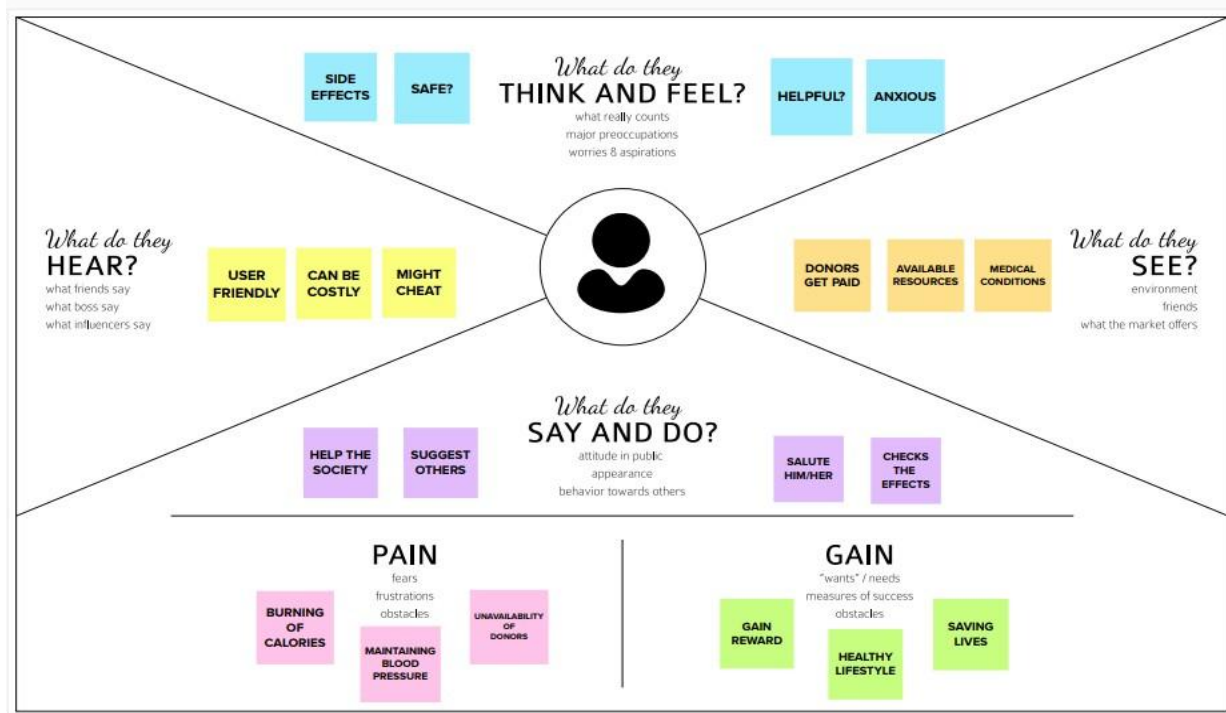 What do they
THINK AND FEEL?
what really counts
major preoccupations
worries & aspirations
SIDE
EFFECTS
SAFE?
HELPFUL?
ANXIOUS
What do they
HEAR?
what friends say
what boss say
what influencers say
USER
FRIENDLY
CAN BE
COSTLY
MIGHT
CHEAT
DONORS
GET PAID
AVAILABLE
RESOURCES
MEDICAL
CONDITIONS
What do they
SEE?
environment
friends
what the market offers
What do they
SAY AND DO?
attitude in public
appearance
behavior towards others
HELP THE
SOCIETY
SUGGEST
OTHERS
SALUTE
HIM/HER
CHECKS
THE
EFFECTS
PAIN
fears
frustrations
obstacles
BURNING
OF
CALORIES
MAINTAINING
BLOOD
PRESSURE
UNAVAILABILITY
OF
DONORS
GAIN
"wants" / needs
measures of success
obstacles
GAIN
REWARD
HEALTHY
LIFESTYLE
SAVING
LIVES